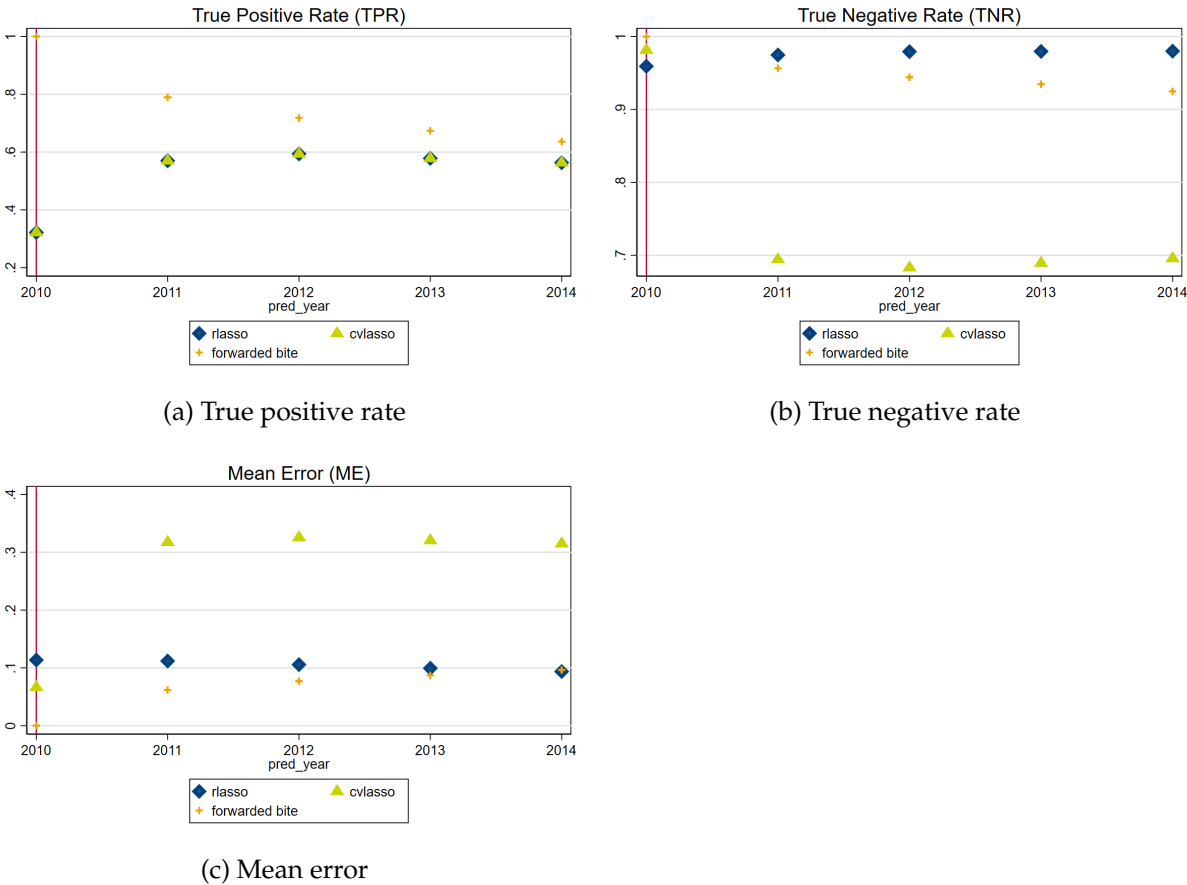 True Positive Rate (TPR)
1
.8
.6
.4
.2
2010 2011 2012 2013 2014
pred_year
rlasso cvlasso
forwarded bite
(a) True positive rate
True Negative Rate (TNR)
1
.9
.8
.7
2010 2011 2012 2013 2014
pred_year
rlasso cvlasso
forwarded bite
(b) True negative rate
Mean Error (ME)
.4
.3
.2
.1
0
2010 2011 2012 2013 2014
pred_year
rlasso cvlasso
forwarded bite
(c) Mean error